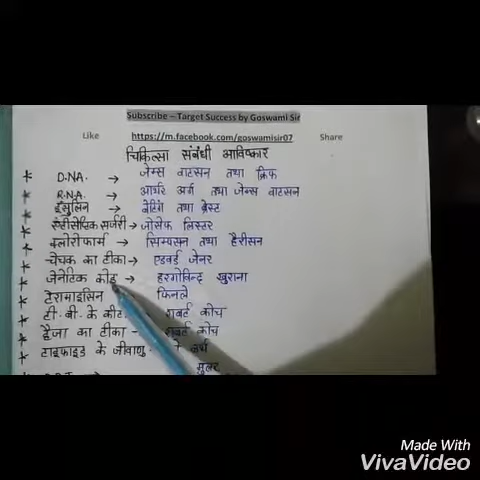 Subscribe – Target Success by Goswami Sir
Like https://m.facebook.com/goswamisir07 Share
चिकित्सा संबंधी आविष्कार
* D.N.A. → जेम्स वाटसन तथा क्रिक
* R.N.A. → आर्थर अर्ग तथा जेम्स वाटसन
* इंसुलिन → बेटिंग तथा बेस्ट
* एंटीसेप्टिक सर्जरी → जोसेफ लिस्टर
* क्लोरोफार्म → सिम्पसन तथा हैरीसन
* चेचक का टीका → एडवर्ड जेनर
* जेनेटिक कोड → हरगोविन्द खुराना
* टेरामाइसिन फिनले
* टी.बी. के कीट राबर्ट कोच
* हैजा का टीका - राबर्ट कोच
* टाइफाइड के जीवाणु
मुलर
Made With
VivaVideo